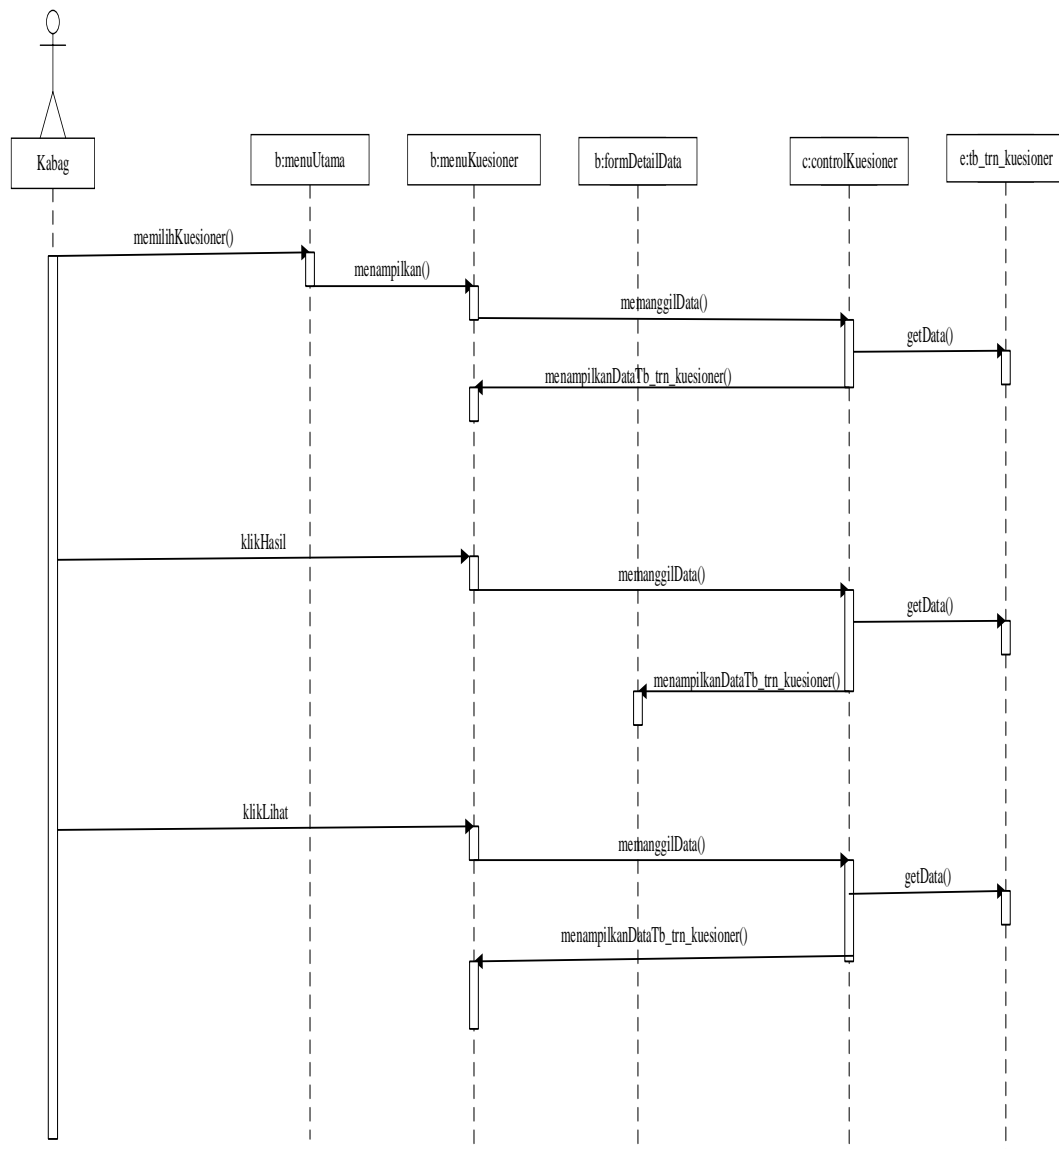 Kabag
b:menuUtama
b:menuKuesioner
b:formDetailData
c:controlKuesioner
e:tb_trn_kuesioner
memilihKuesioner()
menampilkan()
memanggilData()
getData()
menampilkanDataTb_trn_kuesioner()
klikHasil
memanggilData()
getData()
menampilkanDataTb_trn_kuesioner()
klikLihat
memanggilData()
getData()
menampilkanDataTb_trn_kuesioner()